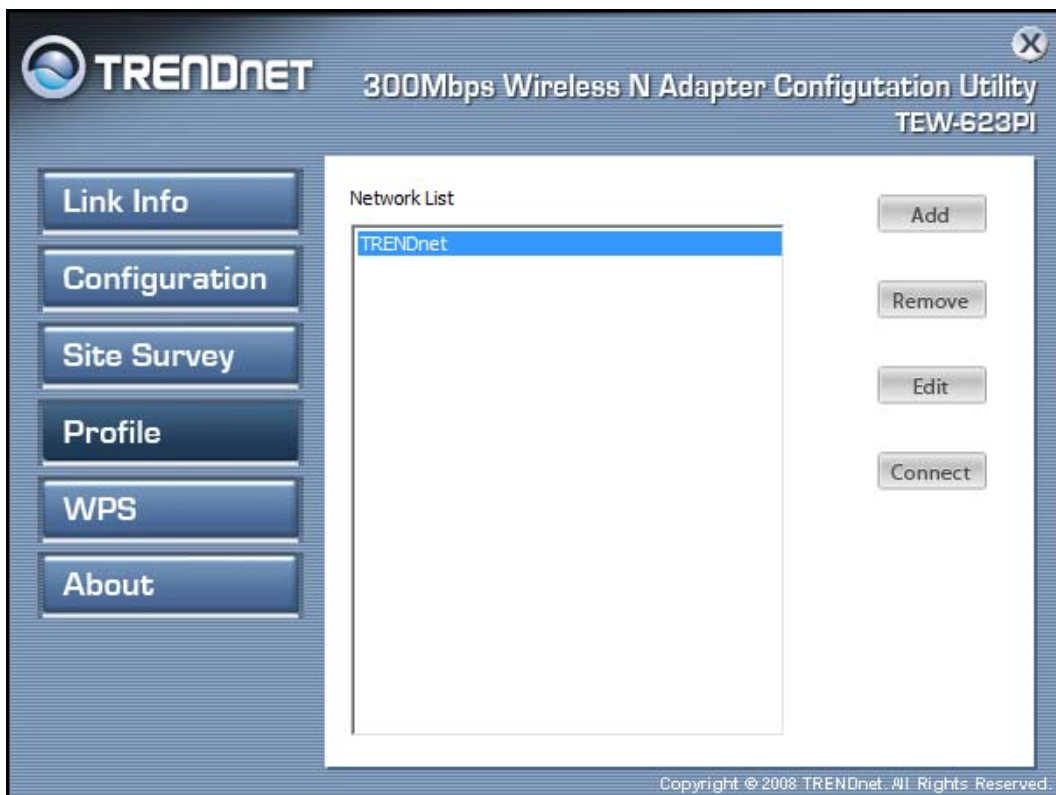 TRENDnet
300Mbps Wireless N Adapter Configutation Utility
TEW-623PI
Link Info
Configuration
Site Survey
Profile
WPS
About
Network List
TRENDnet
Add
Remove
Edit
Connect
Copyright © 2008 TRENDnet. All Rights Reserved.